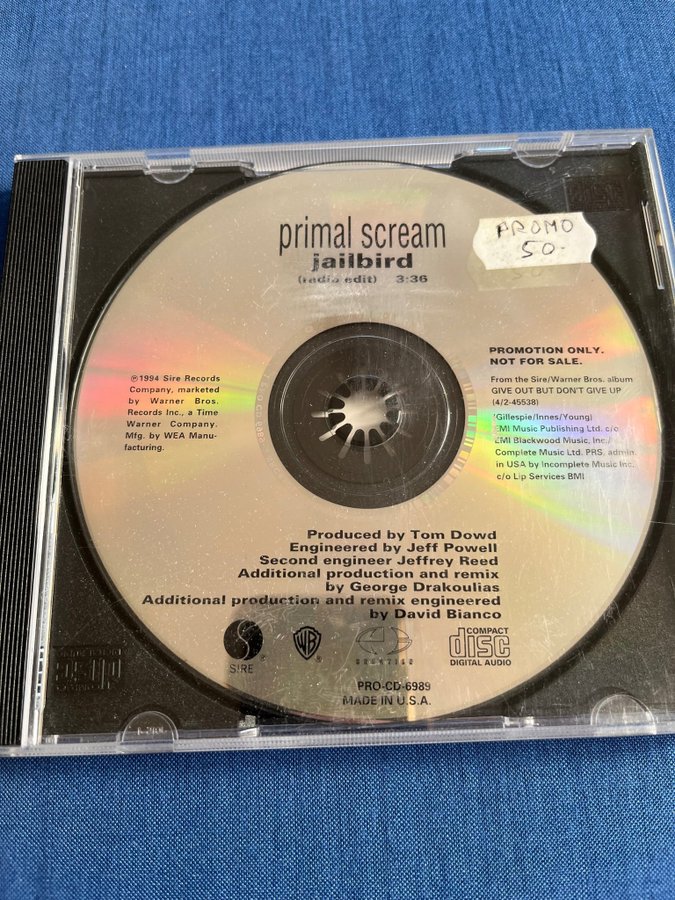 primal scream
jailbird
(radio edit) 3:36
PROMO
50.-
50
PROMOTION ONLY.
NOT FOR SALE.
℗1994 Sire Records
Company, marketed
by Warner Bros.
Records Inc., a Time
Warner Company.
Mfg. by WEA Manu-
facturing.
From the Sire/Warner Bros. album
GIVE OUT BUT DON'T GIVE UP
(4/2-45538)
(Gillespie/Innes/Young)
EMI Music Publishing Ltd. c/o
EMI Blackwood Music, Inc./
Complete Music Ltd. PRS, admin.
in USA by Incomplete Music Inc.
c/o Lip Services BMI
Produced by Tom Dowd
Engineered by Jeff Powell
Second engineer Jeffrey Reed
Additional production and remix
by George Drakoulias
Additional production and remix engineered
by David Bianco
SIRE
WB
CREATION
COMPACT
disc
DIGITAL AUDIO
PRO-CD-6989
MADE IN U.S.A.